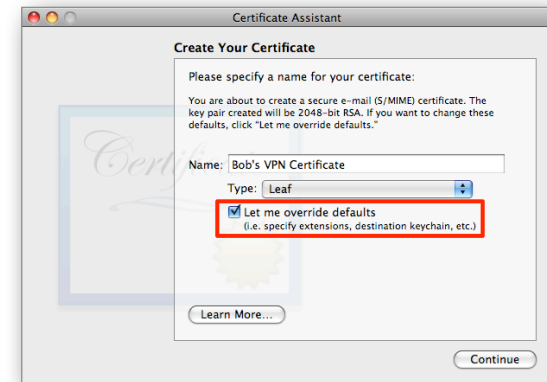 Certificate Assistant
Create Your Certificate
Please specify a name for your certificate:
You are about to create a secure e-mail (S/MIME) certificate. The
key pair created will be 2048-bit RSA. If you want to change these
defaults, click "Let me override defaults."
Name: Bob's VPN Certificate
Type: Leaf
Let me override defaults
(i.e. specify extensions, destination keychain, etc.)
Learn More...
Continue